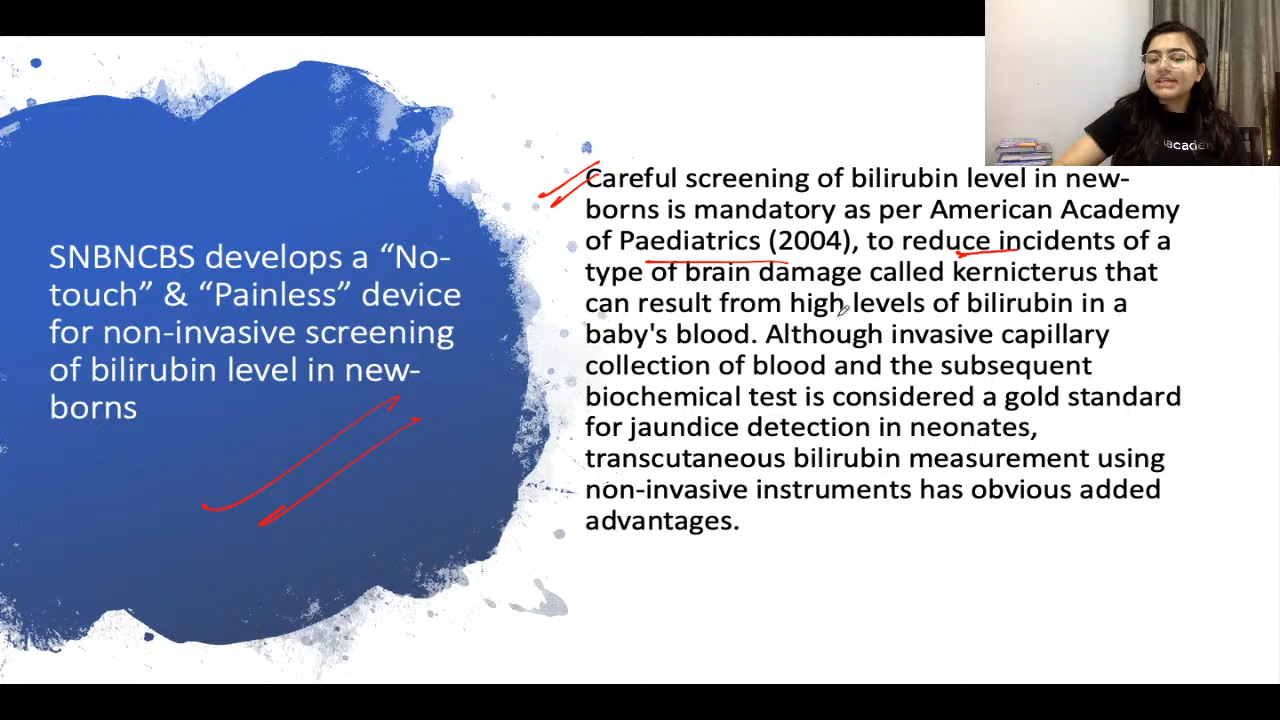 SNBNCBS develops a “No-
touch” & “Painless” device
for non-invasive screening
of bilirubin level in new-
borns
Careful screening of bilirubin level in new-
borns is mandatory as per American Academy
of Paediatrics (2004), to reduce incidents of a
type of brain damage called kernicterus that
can result from high levels of bilirubin in a
baby's blood. Although invasive capillary
collection of blood and the subsequent
biochemical test is considered a gold standard
for jaundice detection in neonates,
transcutaneous bilirubin measurement using
non-invasive instruments has obvious added
advantages.